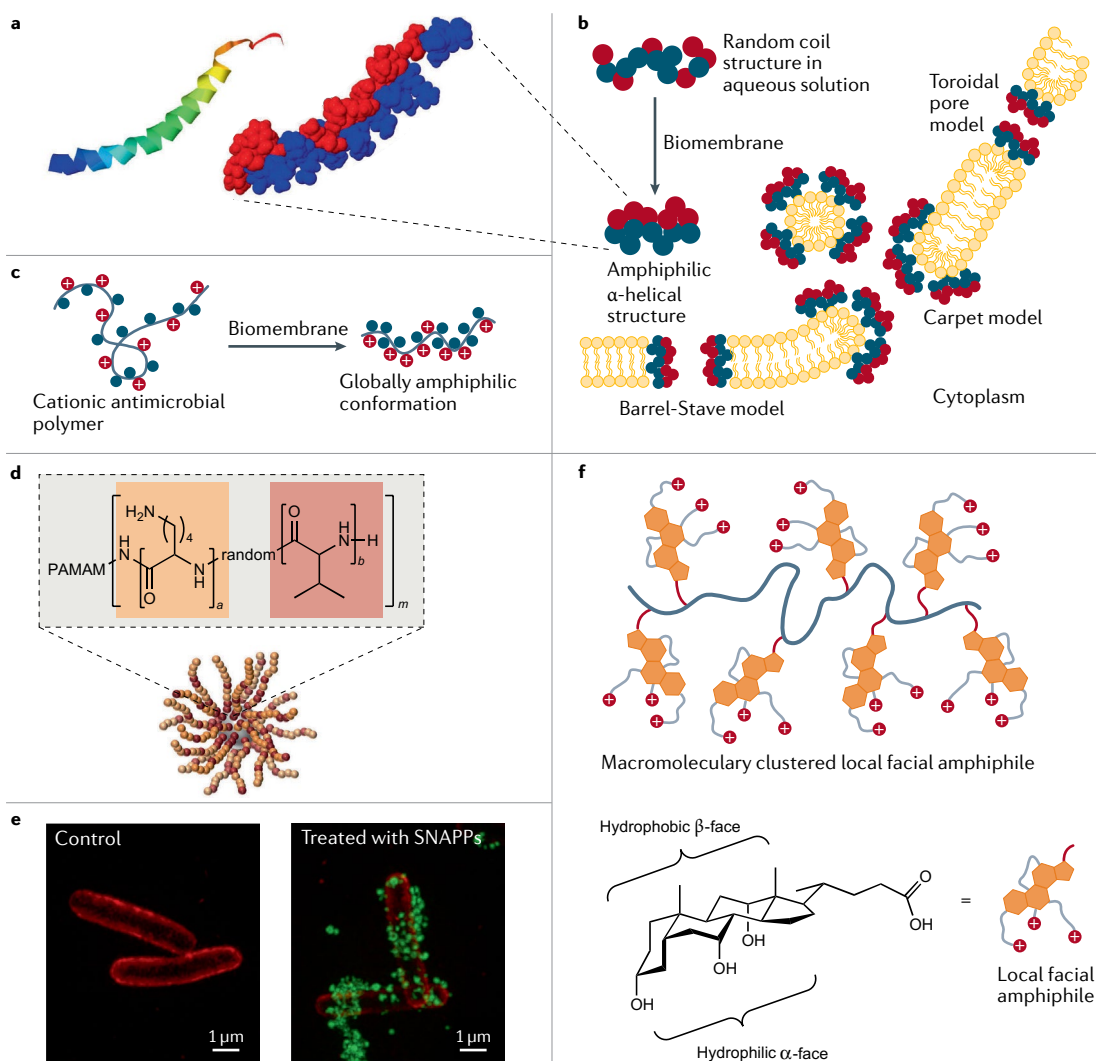 a
b
Random coil
structure in
aqueous solution
Biomembrane
Amphiphilic
α-helical
structure
Toroidal
pore
model
Carpet model
Barrel-Stave model
Cytoplasm
c
Biomembrane
Cationic antimicrobial
polymer
Globally amphiphilic
conformation
d
PAMAM
H
N
H2N
4
O
N
H
a
random
O
H
N
H
b
m
e
Control
1 μm
Treated with SNAPPs
1 μm
f
Macromoleculary clustered local facial amphiphile
Hydrophobic β-face
O
OH
OH
OH
OH
Hydrophilic α-face
=
Local facial
amphiphile